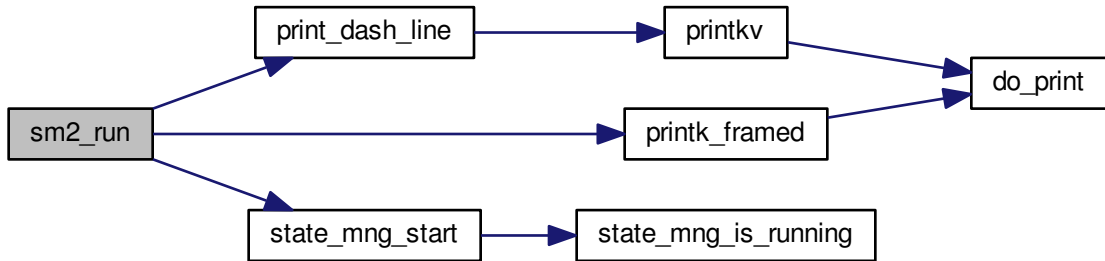 sm2_run
print_dash_line
printkv
do_print
printk_framed
state_mng_start
state_mng_is_running